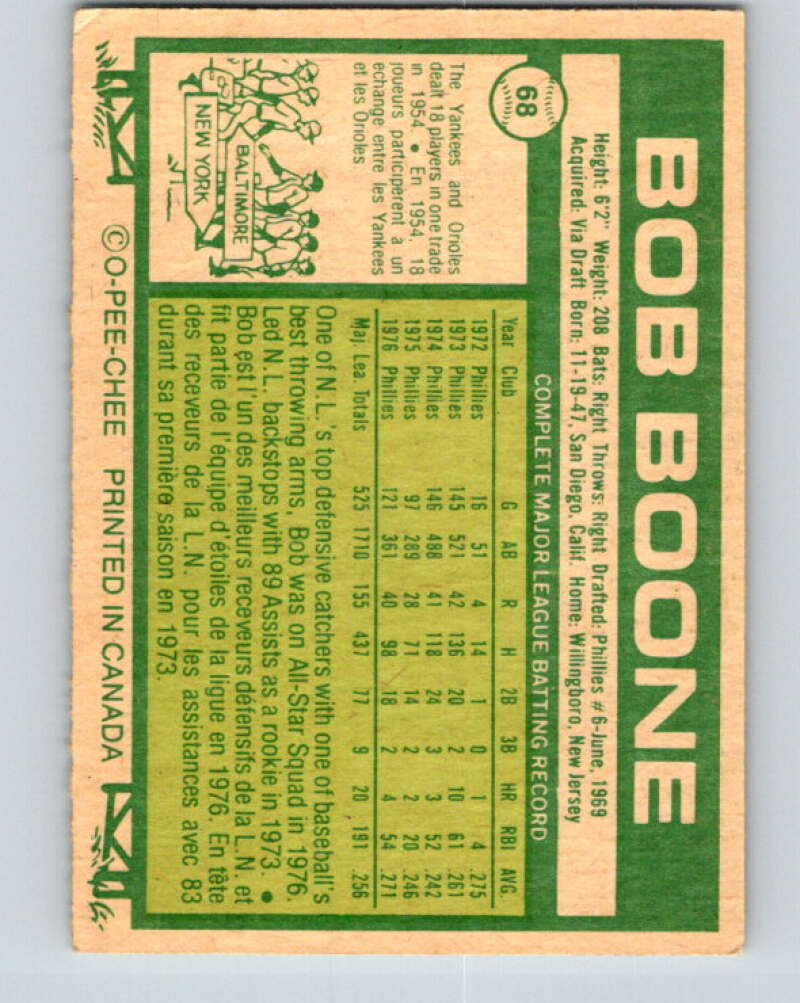 68
BOB BOONE
Height: 6'2" Weight: 208 Bats: Right Throws: Right Drafted: Phillies #6-June, 1969
Acquired: Via Draft Born: 11-19-47, San Diego, Calif. Home: Willingboro, New Jersey
COMPLETE MAJOR LEAGUE BATTING RECORD
Year Club G AB R H 2B 3B HR RBI AVG.
1972 Phillies 16 51 4 14 1 0 1 4 .275
1973 Phillies 145 521 42 136 20 2 10 61 .261
1974 Phillies 146 488 41 118 24 3 3 52 .242
1975 Phillies 97 289 28 71 14 2 2 20 .246
1976 Phillies 121 361 40 98 18 2 4 54 .271
Maj. Lea. Totals 525 1710 155 437 77 9 20 191 .256
The Yankees and Orioles
dealt 18 players in one trade
in 1954. • En 1954, 18
joueurs participèrent à un
échange entre les Yankees
et les Orioles
BALTIMORE
NEW YORK
One of N.L.'s top defensive catchers with one of baseball's
best throwing arms, Bob was on All-Star Squad in 1976.
Led N.L. backstops with 89 Assists as a rookie in 1973. •
Bob est l'un des meilleurs receveurs défensifs de la L.N. et
fit partie de l'équipe d'étoiles de la ligue en 1976. En tête
des receveurs de la L.N. pour les assistances avec 83
durant sa première saison en 1973.
© O-PEE-CHEE PRINTED IN CANADA